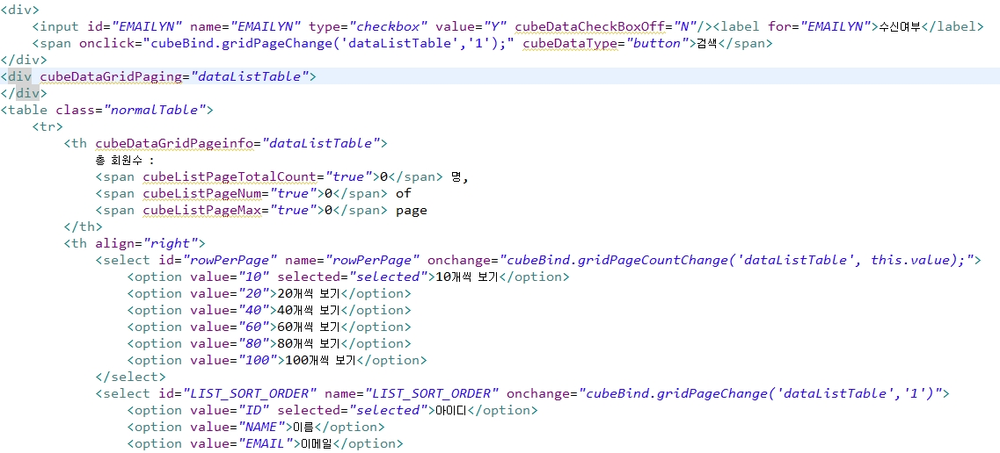 <div>
<input id="EMAILYN" name="EMAILYN" type="checkbox" value="Y" cubeDataCheckBoxOff="N"/><label for="EMAILYN">수신여부</label>
<span onclick="cubeBind.gridPageChange('dataListTable','1');" cubeDataType="button">검색</span>
</div>
<div cubeDataGridPaging="dataListTable">
</div>
<table class="normalTable">
<tr>
<th cubeDataGridPageinfo="dataListTable">
총 회원수 :
<span cubeListPageTotalCount="true">0</span> 명,
<span cubeListPageNum="true">0</span> of
<span cubeListPageMax="true">0</span> page
</th>
<th align="right">
<select id="rowPerPage" name="rowPerPage" onchange="cubeBind.gridPageCountChange('dataListTable', this.value);">
<option value="10" selected="selected">10개씩 보기</option>
<option value="20">20개씩 보기</option>
<option value="40">40개씩 보기</option>
<option value="60">60개씩 보기</option>
<option value="80">80개씩 보기</option>
<option value="100">100개씩 보기</option>
</select>
<select id="LIST_SORT_ORDER" name="LIST_SORT_ORDER" onchange="cubeBind.gridPageChange('dataListTable','1')">
<option value="ID" selected="selected">아이디</option>
<option value="NAME">이름</option>
<option value="EMAIL">이메일</option>